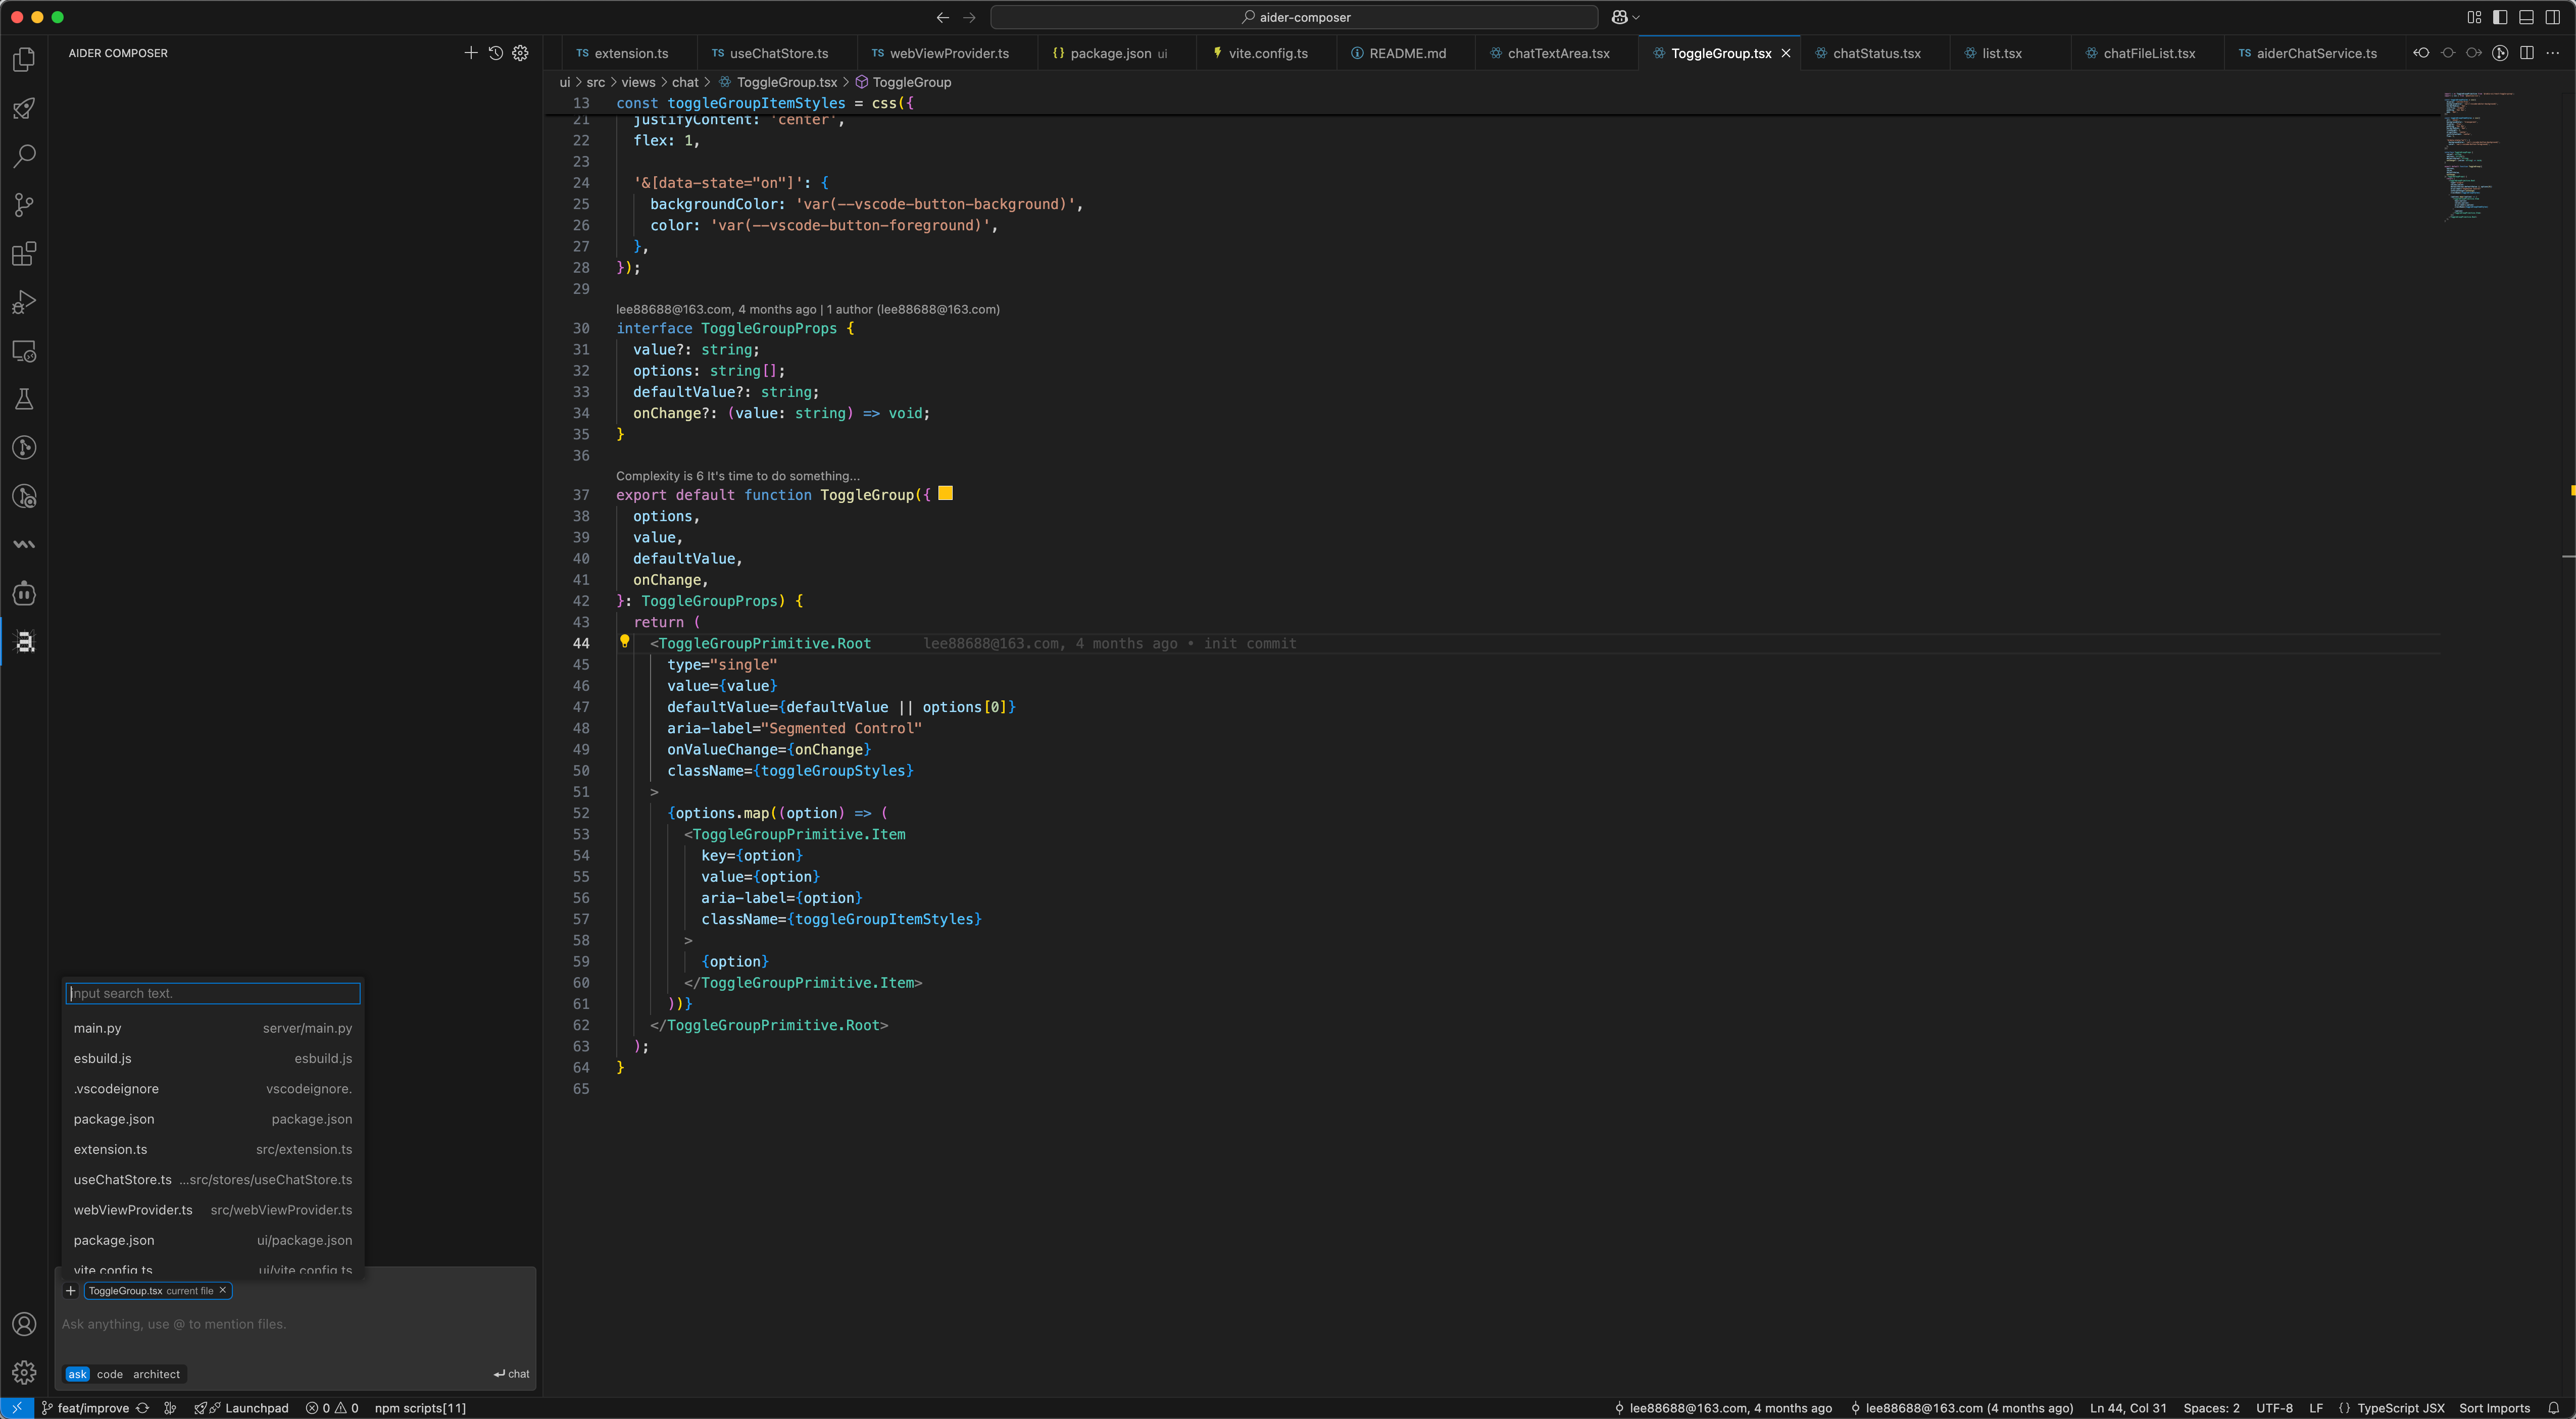 aider-composer
AIDER COMPOSER
TS extension.ts
TS useChatStore.ts
TS webViewProvider.ts
{} package.json ui
vite.config.ts
README.md
chatTextArea.tsx
ToggleGroup.tsx
chatStatus.tsx
list.tsx
chatFileList.tsx
TS aiderChatService.ts
ui > src > views > chat > ToggleGroup.tsx > ToggleGroup
13 const toggleGroupItemStyles = css({
21 justifyContent: 'center',
22 flex: 1,
23
24 '&[data-state="on"]': {
25 backgroundColor: 'var(--vscode-button-background)',
26 color: 'var(--vscode-button-foreground)',
27 },
28 });
29
lee88688@163.com, 4 months ago | 1 author (lee88688@163.com)
30 interface ToggleGroupProps {
31 value?: string;
32 options: string[];
33 defaultValue?: string;
34 onChange?: (value: string) => void;
35 }
36
Complexity is 6 It's time to do something...
37 export default function ToggleGroup({
38 options,
39 value,
40 defaultValue,
41 onChange,
42 }: ToggleGroupProps) {
43 return (
44 <ToggleGroupPrimitive.Root lee88688@163.com, 4 months ago • init commit
45 type="single"
46 value={value}
47 defaultValue={defaultValue || options[0]}
48 aria-label="Segmented Control"
49 onValueChange={onChange}
50 className={toggleGroupStyles}
51 >
52 {options.map((option) => (
53 <ToggleGroupPrimitive.Item
54 key={option}
55 value={option}
56 aria-label={option}
57 className={toggleGroupItemStyles}
58 >
59 {option}
60 </ToggleGroupPrimitive.Item>
61 ))}
62 </ToggleGroupPrimitive.Root>
63 );
64 }
65
input search text.
main.py server/main.py
esbuild.js esbuild.js
.vscodeignore vscodeignore.
package.json package.json
extension.ts src/extension.ts
useChatStore.ts ...src/stores/useChatStore.ts
webViewProvider.ts src/webViewProvider.ts
package.json ui/package.json
vite.config.ts ui/vite.config.ts
ToggleGroup.tsx current file
Ask anything, use @ to mention files.
ask code architect
chat
feat/improve
Launchpad
0
0
npm scripts[11]
lee88688@163.com, 4 months ago
lee88688@163.com (4 months ago)
Ln 44, Col 31
Spaces: 2
UTF-8
LF
{} TypeScript JSX
Sort Imports